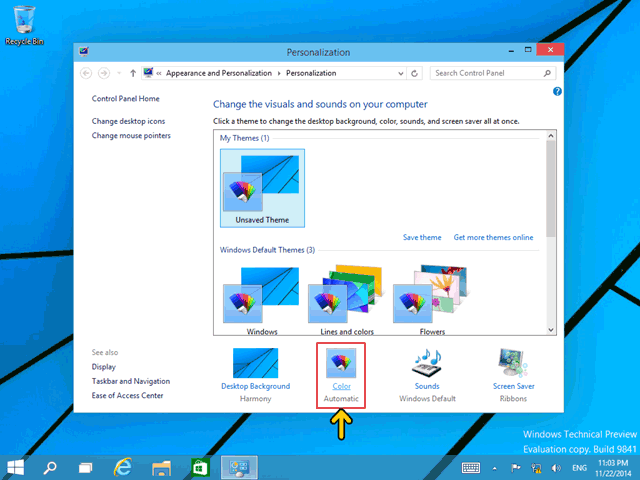 Recycle Bin
Personalization
« Appearance and Personalization Personalization
Search Control Panel
Control Panel Home
Change desktop icons
Change mouse pointers
Change the visuals and sounds on your computer
Click a theme to change the desktop background, color, sounds, and screen saver all at once.
My Themes (1)
Unsaved Theme
Save theme Get more themes online
Windows Default Themes (3)
Windows Lines and colors Flowers
See also
Display
Taskbar and Navigation
Ease of Access Center
Desktop Background Color Sounds Screen Saver
Harmony Automatic Windows Default Ribbons
Windows Technical Preview
Evaluation copy. Build 9841
ENG
11:03 PM
11/22/2014